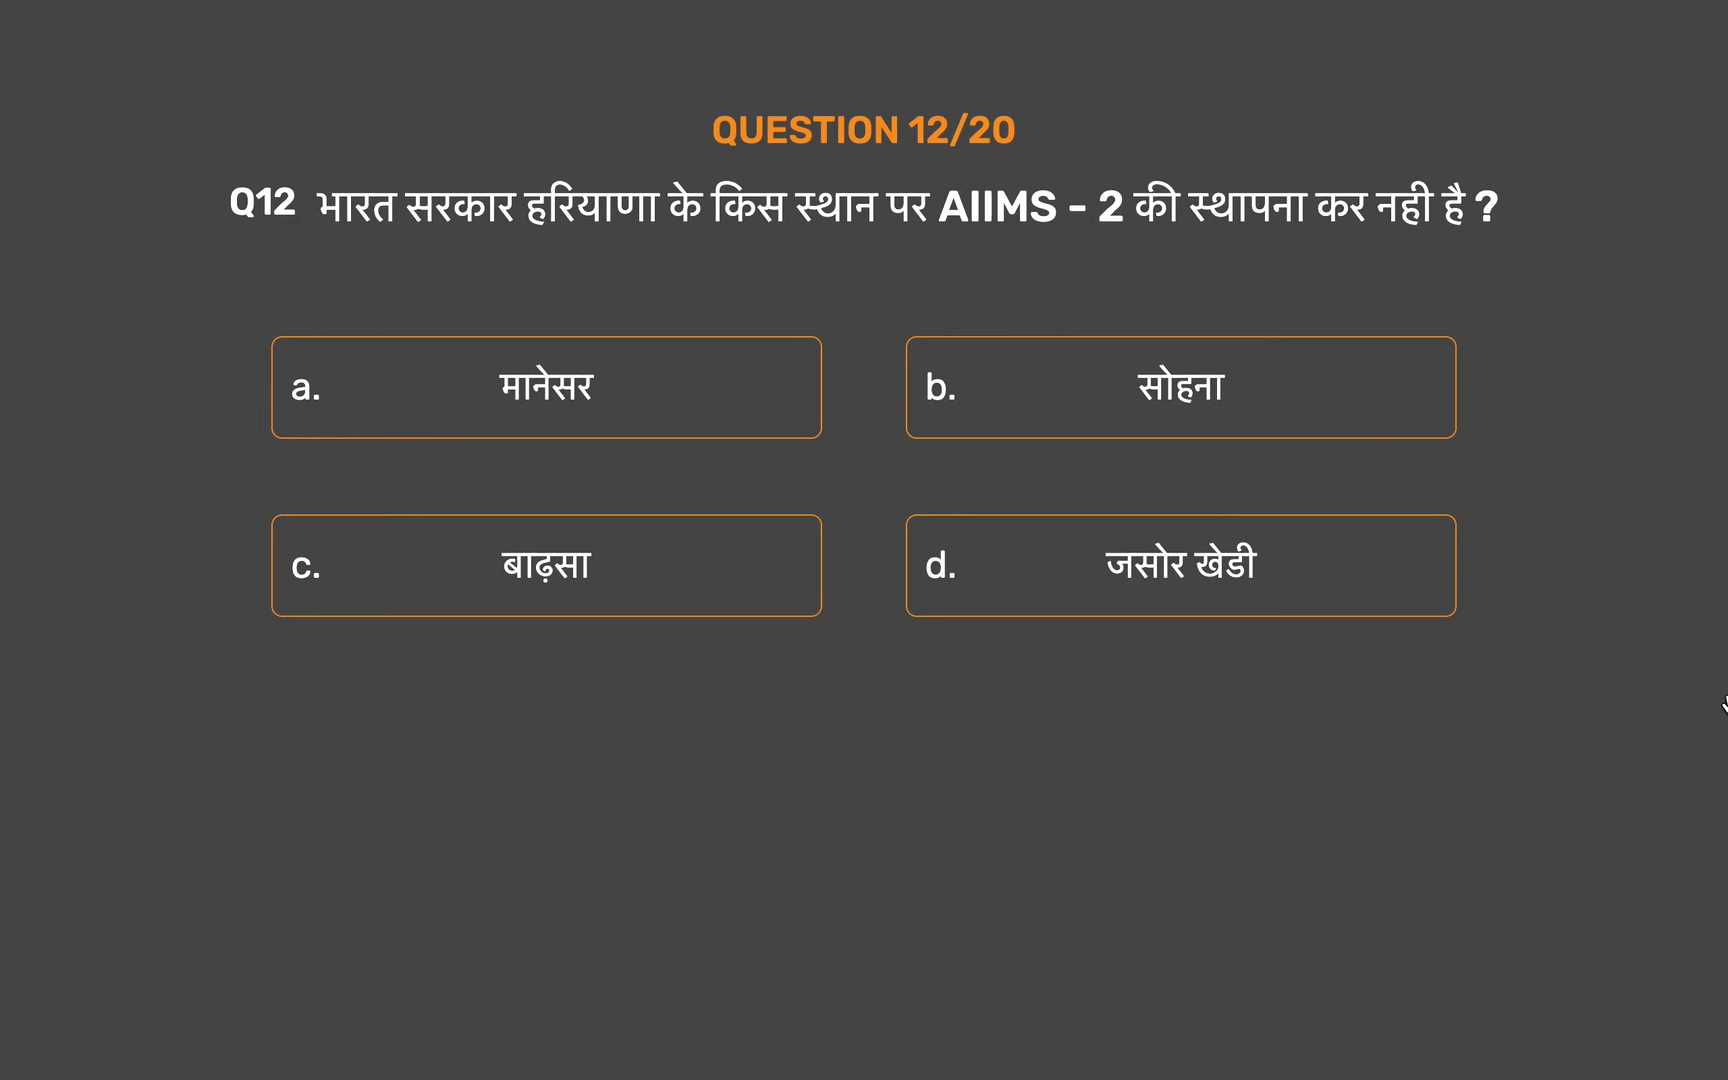 QUESTION 12/20
Q12 भारत सरकार हरियाणा के किस स्थान पर AIIMS - 2 की स्थापना कर नही है ?
a. मानेसर
b. सोहना
c. बाढ़सा
d. जसोर खेडी